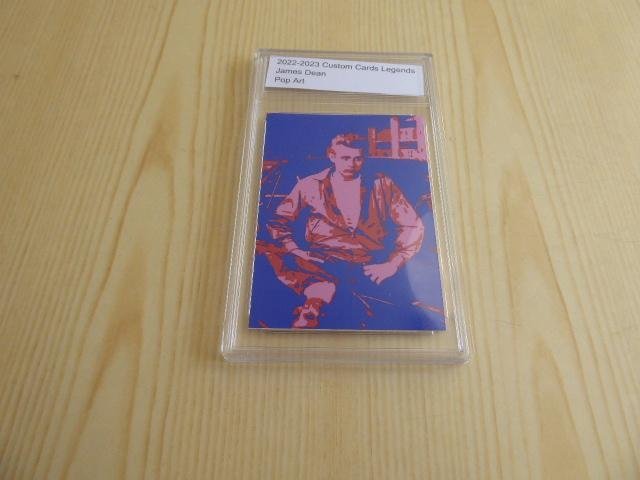 2022-2023 Custom Cards Legends
James Dean
Pop Art